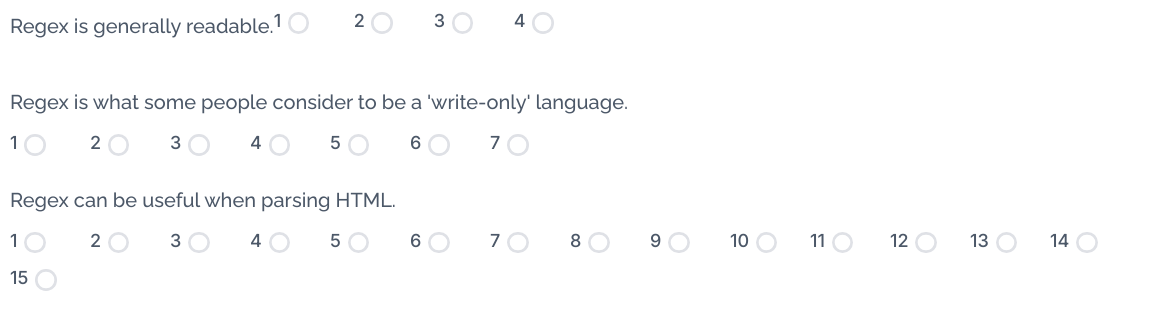 Regex is generally readable.1 2 3 4
Regex is what some people consider to be a 'write-only' language.
1 2 3 4 5 6 7
Regex can be useful when parsing HTML.
1 2 3 4 5 6 7 8 9 10 11 12 13 14
15